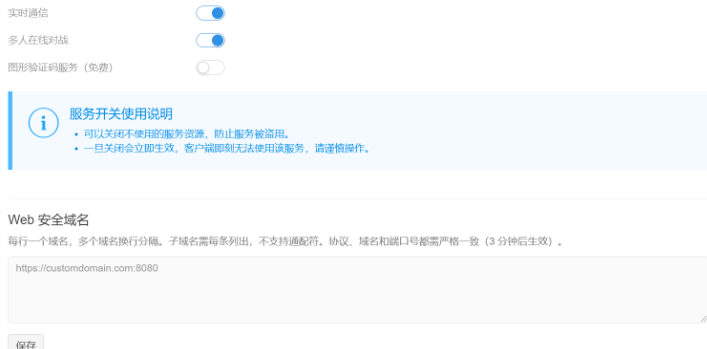 实时通信
多人在线对战
图形验证码服务（免费）
服务开关使用说明
• 可以关闭不使用的服务资源，防止服务被盗用。
• 一旦关闭会立即生效，客户端即刻无法使用该服务，请谨慎操作。
Web 安全域名
每行一个域名，多个域名换行分隔。子域名需每条列出，不支持通配符。协议、域名和端口号都需严格一致（3 分钟后生效）。
https://customdomain.com:8080
保存